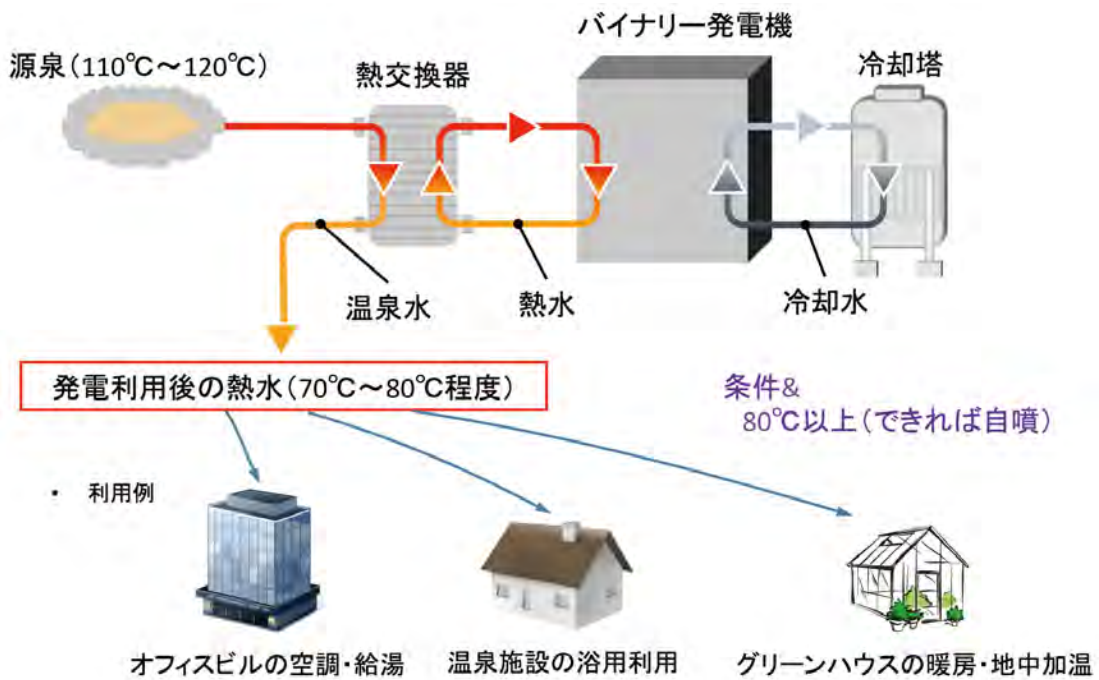 バイナリー発電機
源泉(110℃～120℃)
熱交換器
冷却塔
温泉水
熱水
冷却水
発電利用後の熱水(70℃～80℃程度)
条件&
80℃以上(できれば自噴)
・ 利用例
オフィスビルの空調・給湯
温泉施設の浴用利用
グリーンハウスの暖房・地中加温